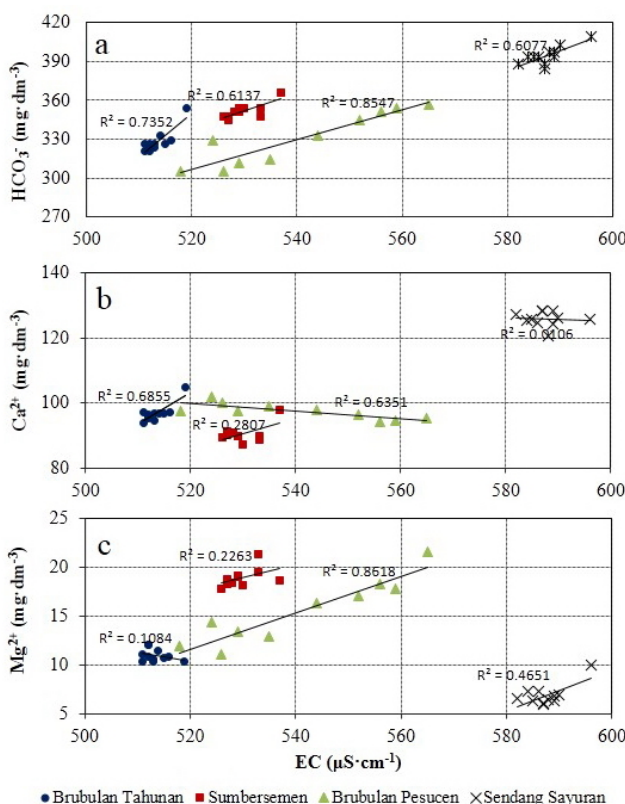 420
a
390
R² = 0.6077
360
R² = 0.6137
R² = 0.8547
R² = 0.7352
330
300
270
240
210
HCO₃⁻ (mg·dm-³)
500 520 540 560 580 600
140
b
120
R² = 0.0106
100
R² = 0.6855
R² = 0.6351
R² = 0.2807
80
60
Ca²⁺ (mg·dm-³)
500 520 540 560 580 600
25
c
20
R² = 0.2263
R² = 0.8618
15
R² = 0.1084
10
R² = 0.4651
5
Mg²⁺ (mg·dm-³)
500 520 540 560 580 600
EC (µS·cm-¹)
Brubulan Tahunan Sumbersemen Brubulan Pesucen Sendang Sayuran